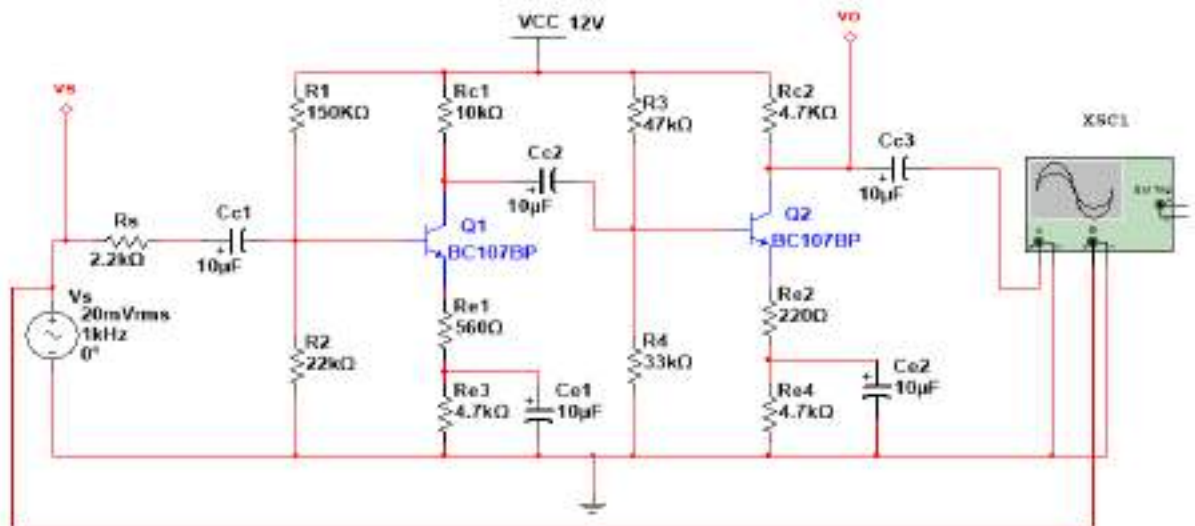 VCC 12V
Vo
Vs
R1
150KΩ
Rc1
10kΩ
R3
47kΩ
Rc2
4.7KΩ
XSC1
Cc3
10µF
Cc2
10µF
Q1
BC107BP
Q2
BC107BP
Rs
2.2kΩ
Cc1
10µF
Vs
20mVrms
1kHz
0°
Re1
560Ω
Re2
220Ω
R2
22kΩ
R4
33kΩ
Re3
4.7kΩ
Ce1
10µF
Re4
4.7kΩ
Ce2
10µF